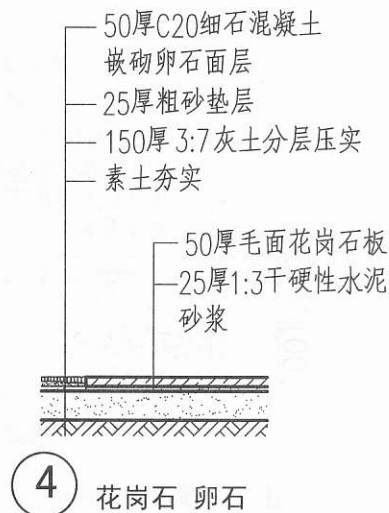 50厚C20细石混凝土
嵌砌卵石面层
25厚粗砂垫层
150厚 3:7灰土分层压实
素土夯实
50厚毛面花岗石板
25厚1:3干硬性水泥
砂浆
4 花岗石 卵石